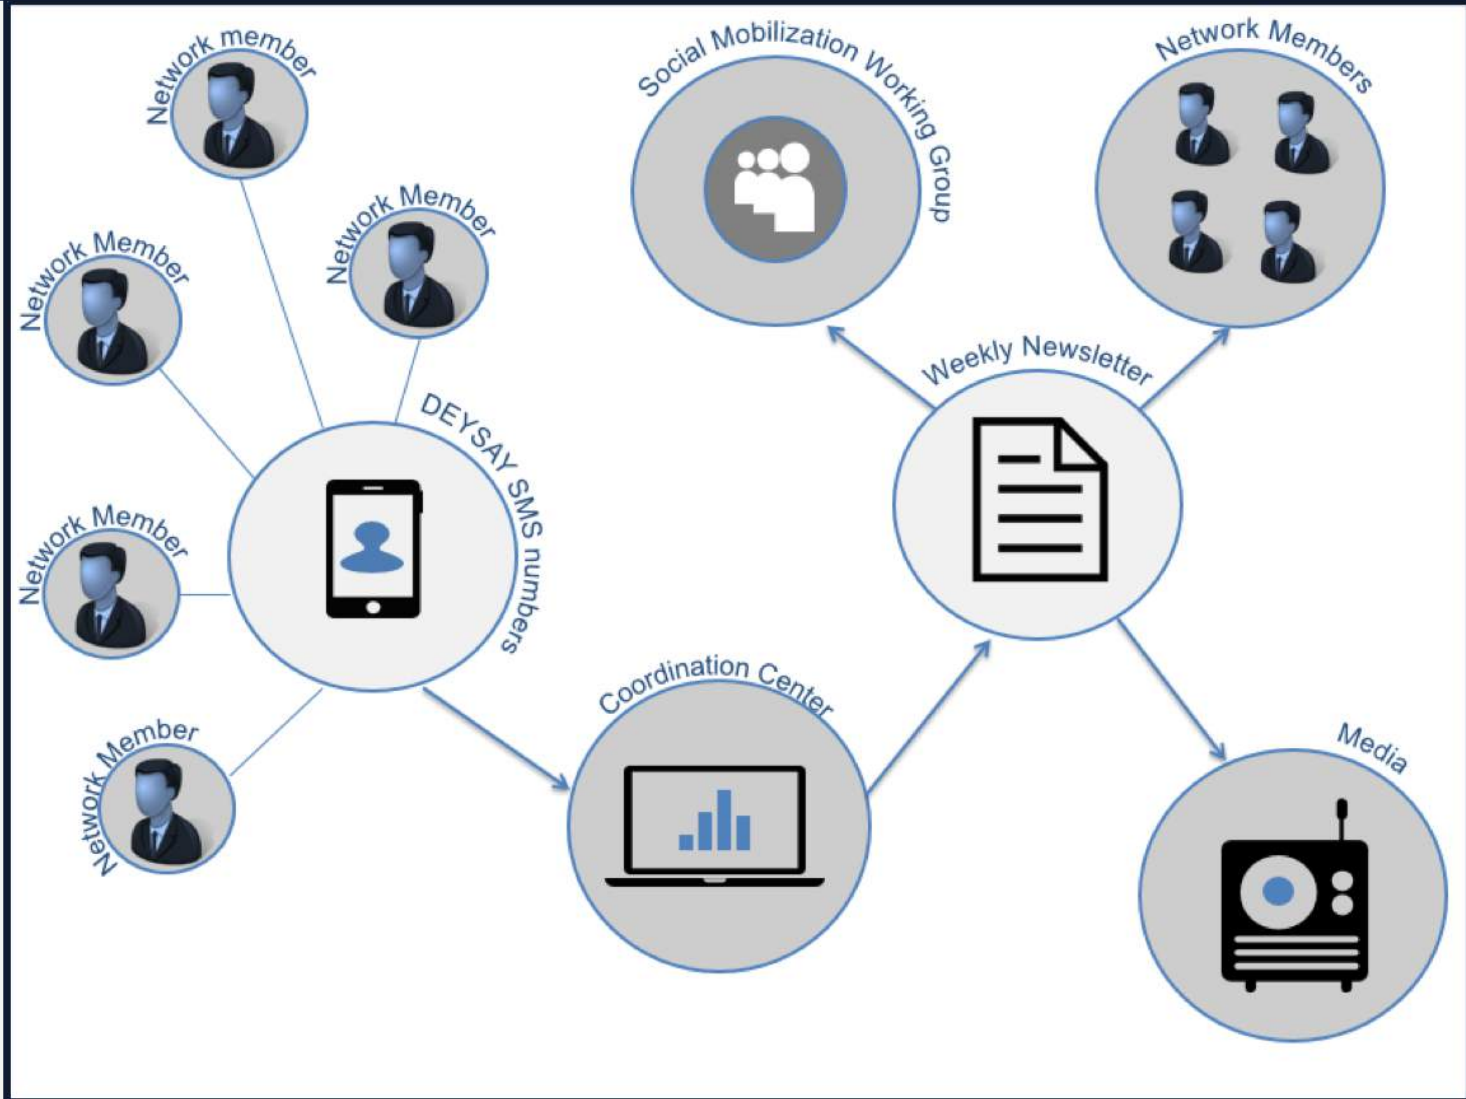 Network member
Network Member
Network Member
Network Member
Network Member
DEYSAY SMS numbers
Coordination Center
Social Mobilization Working Group
Network Members
Weekly Newsletter
Media